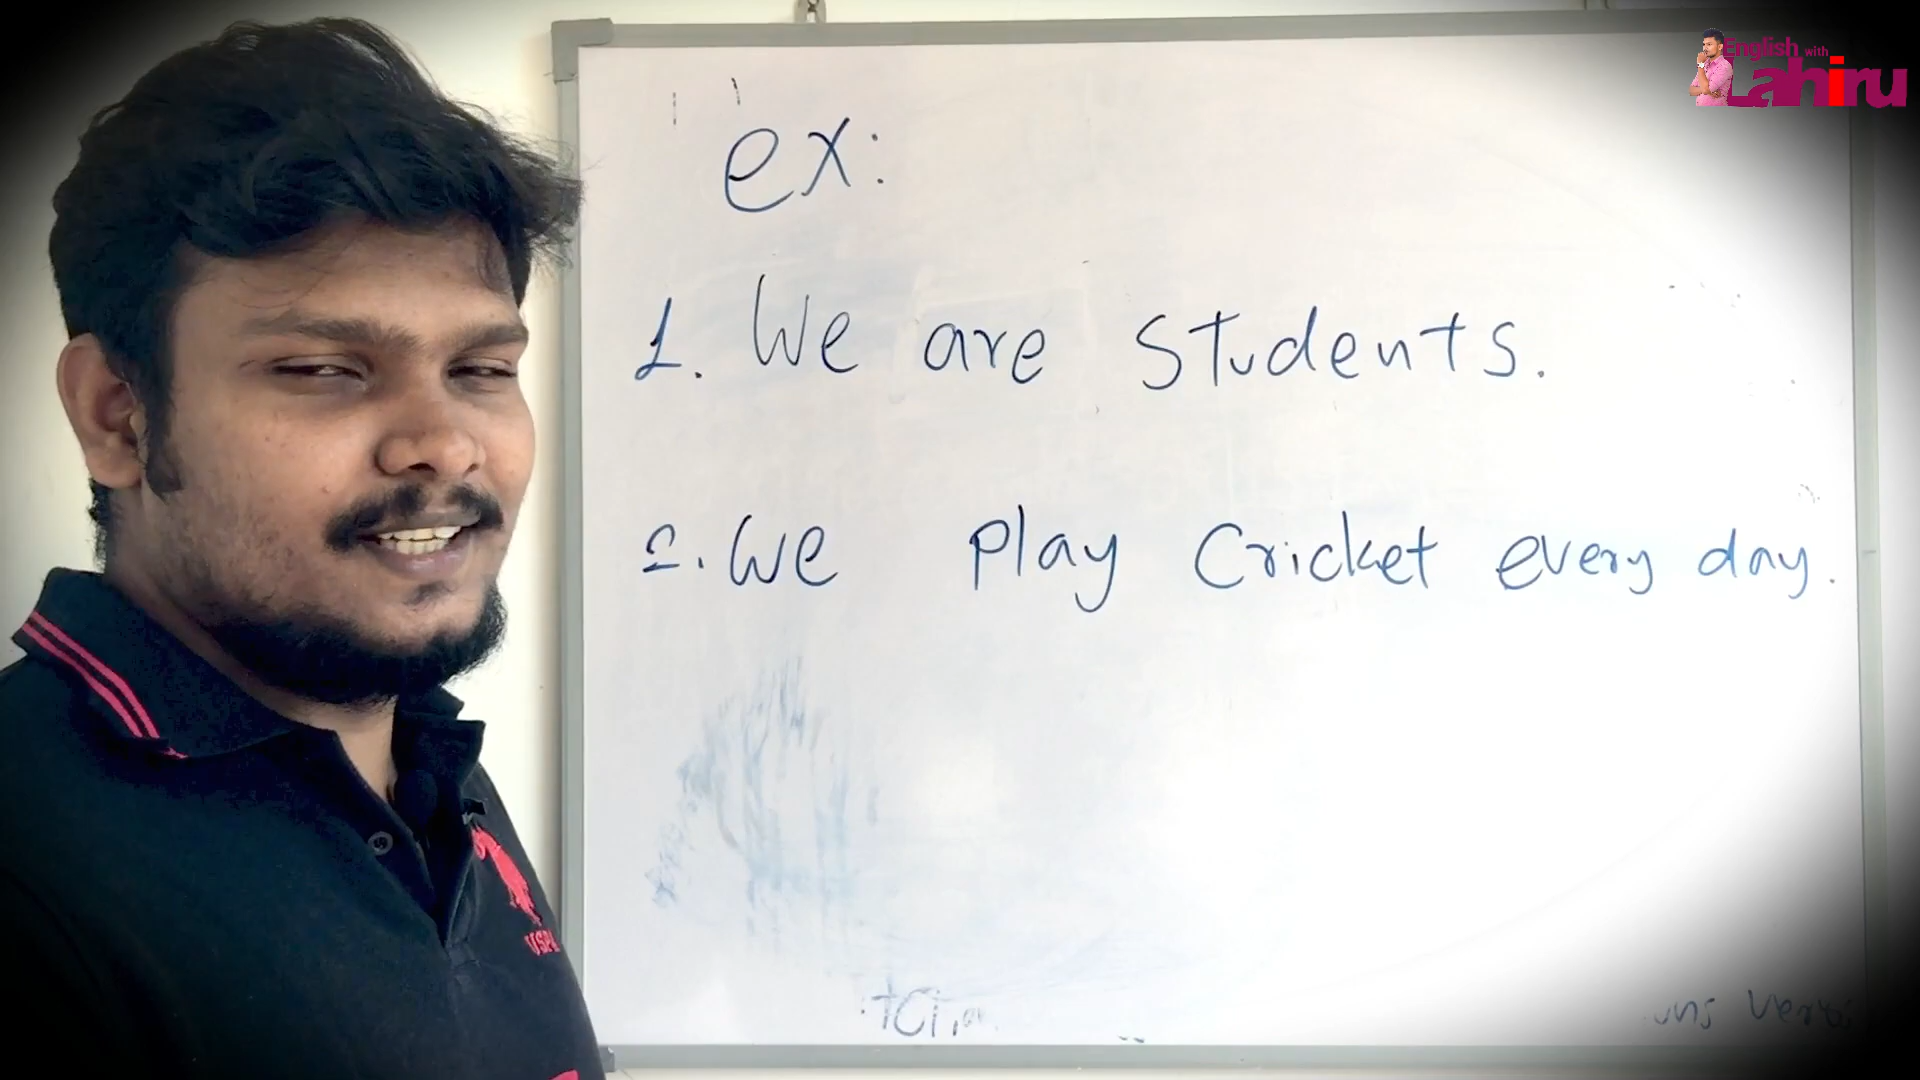 English with
Lahiru
ex:
1. We are Students.
2. We Play Cricket every day.